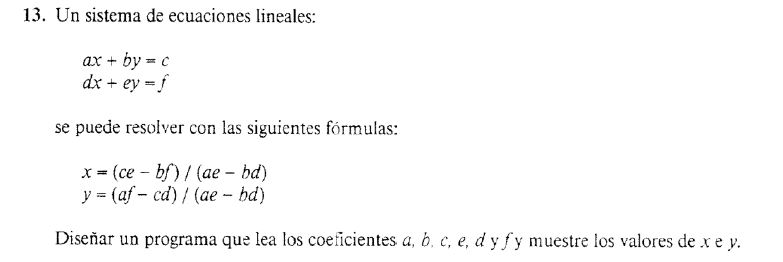 13. Un sistema de ecuaciones lineales:
ax + by = c
dx + ey = f
se puede resolver con las siguientes fórmulas:
x = (ce – bf) / (ae – bd)
y = (af – cd) / (ae – bd)
Diseñar un programa que lea los coeficientes a, b, c, e, d y f y muestre los valores de x e y.